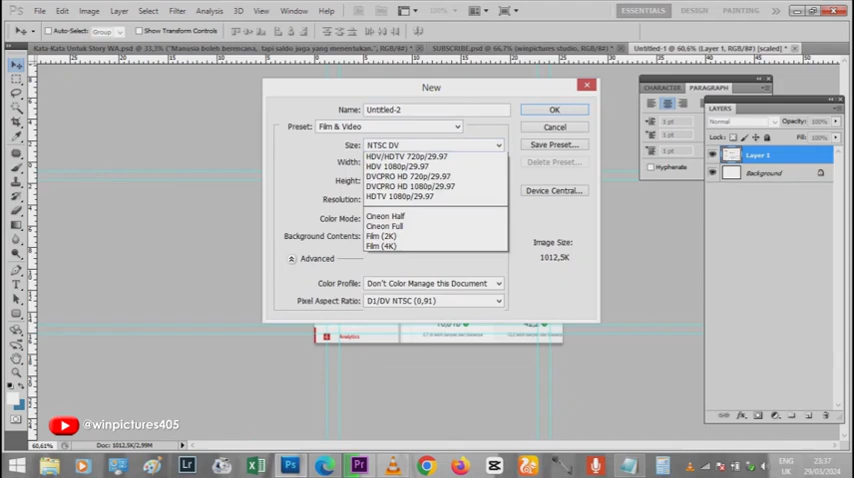 PS File Edit Image Layer Select Filter Analysis 3D View Window Help
ESSENTIALS DESIGN PAINTING
Auto-Select: Group Show Transform Controls
Kata-Kata Untuk Story WA.psd @ 33,3% ("Manusia boleh berencana, tapi saldo juga yang menentukan.", RGB/8#) * SUBSCRIBE.psd @ 66,7% (winpictures studio, RGB/8#) * Untitled-1 @ 60,6% (Layer 1, RGB/8#) [scaled] *
New
Name: Untitled-2
OK
Preset: Film & Video
Cancel
Size: NTSC DV
Save Preset...
HDV/HDTV 720p/29.97
Width:
HDV 1080p/29.97
Delete Preset...
DVCPRO HD 720p/29.97
Height:
DVCPRO HD 1080p/29.97
Device Central...
HDTV 1080p/29.97
Resolution:
Color Mode:
Cineon Half
Cineon Full
Background Contents:
Film (2K)
Film (4K)
Image Size:
1012,5K
Advanced
Color Profile: Don't Color Manage this Document
Pixel Aspect Ratio: D1/DV NTSC (0,91)
CHARACTER PARAGRAPH
1 pt
1 pt
1 pt
Hyphenate
LAYERS
Normal Opacity:
Lock: Fill:
Layer 1
Background
Analytics
@winpictures405
60,61% Doc: 1012,5K/2,99M
ENG
UK
23:37
29/03/2024